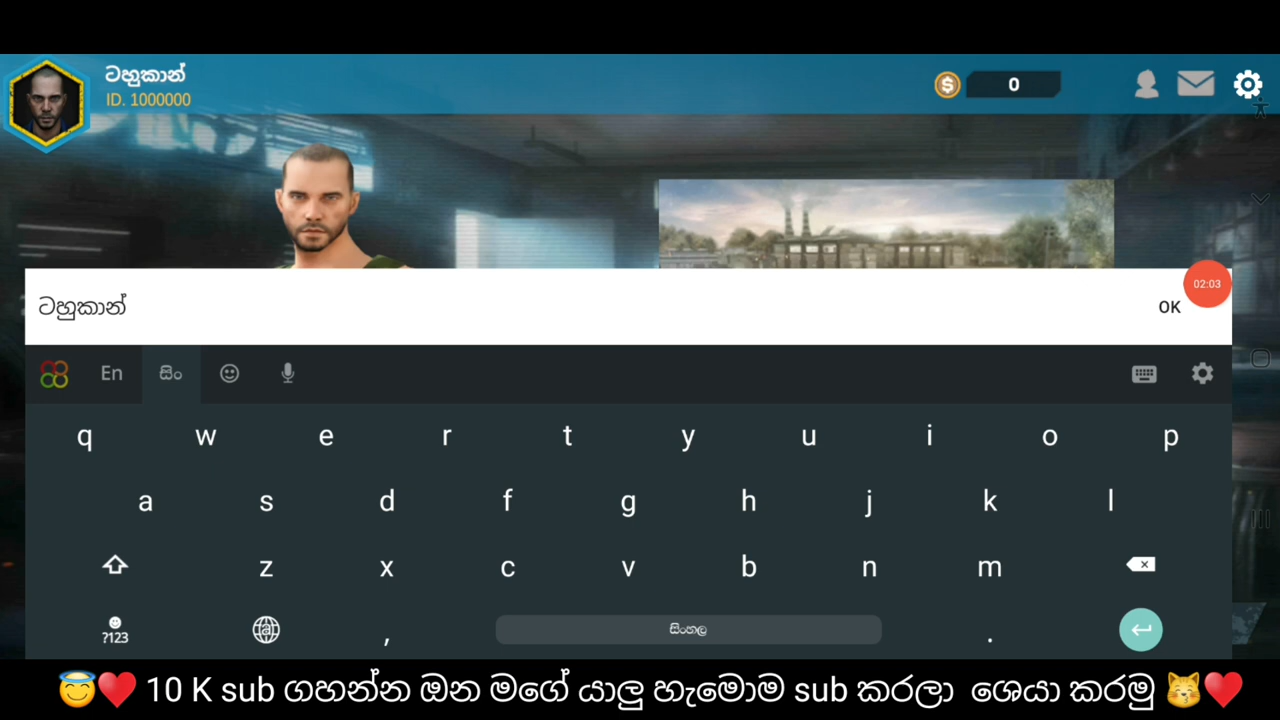 ටහුකාන්
ID. 1000000
0
ටහුකාන්
OK
02:03
En
සිං
q w e r t y u i o p
a s d f g h j k l
z x c v b n m
?123
,
සිංහල
.
😇♥️ 10 K sub ගහන්න ඔන මගේ යාලු හැමොම sub කරලා ශෙයා කරමු 😽♥️